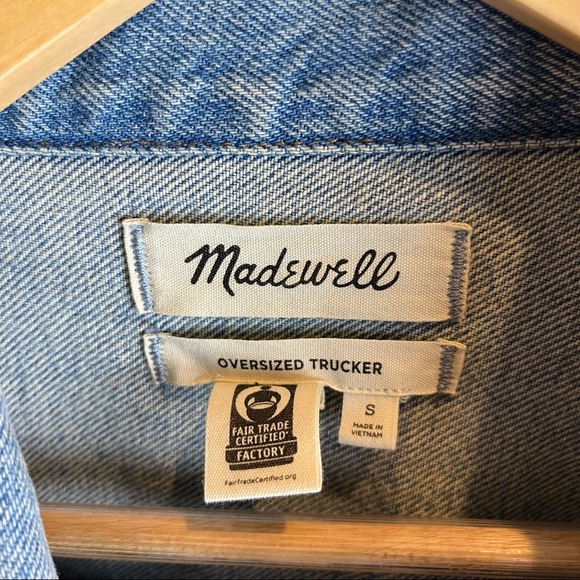 Madewell
OVERSIZED TRUCKER
FAIR TRADE
CERTIFIED
FACTORY
FairTradeCertified.org
S
MADE IN
VIETNAM